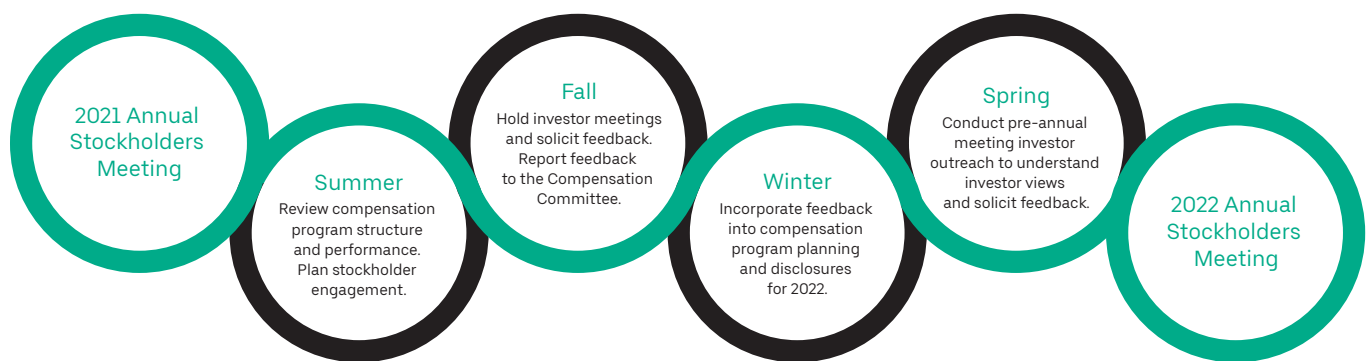 2021 Annual
Stockholders
Meeting
Summer
Review compensation
program structure
and performance.
Plan stockholder
engagement.
Fall
Hold investor meetings
and solicit feedback.
Report feedback
to the Compensation
Committee.
Winter
Incorporate feedback
into compensation
program planning
and disclosures
for 2022.
Spring
Conduct pre-annual
meeting investor
outreach to understand
investor views
and solicit feedback.
2022 Annual
Stockholders
Meeting